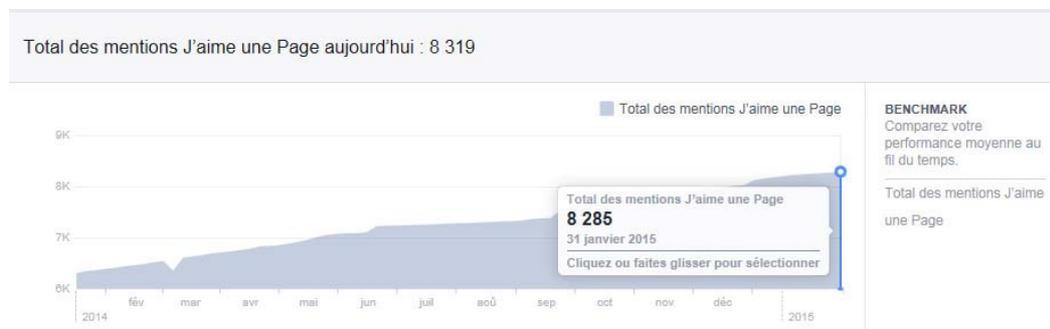 Total des mentions J'aime une Page aujourd'hui : 8 319
Total des mentions J'aime une Page
BENCHMARK
Comparez votre
performance moyenne au
fil du temps.
Total des mentions J'aime
une Page
9K
8K
7K
6K
Total des mentions J'aime une Page
8 285
31 janvier 2015
Cliquez ou faites glisser pour sélectionner
fév mar avr mai jun juil aoû sep oct nov déc
2014 2015